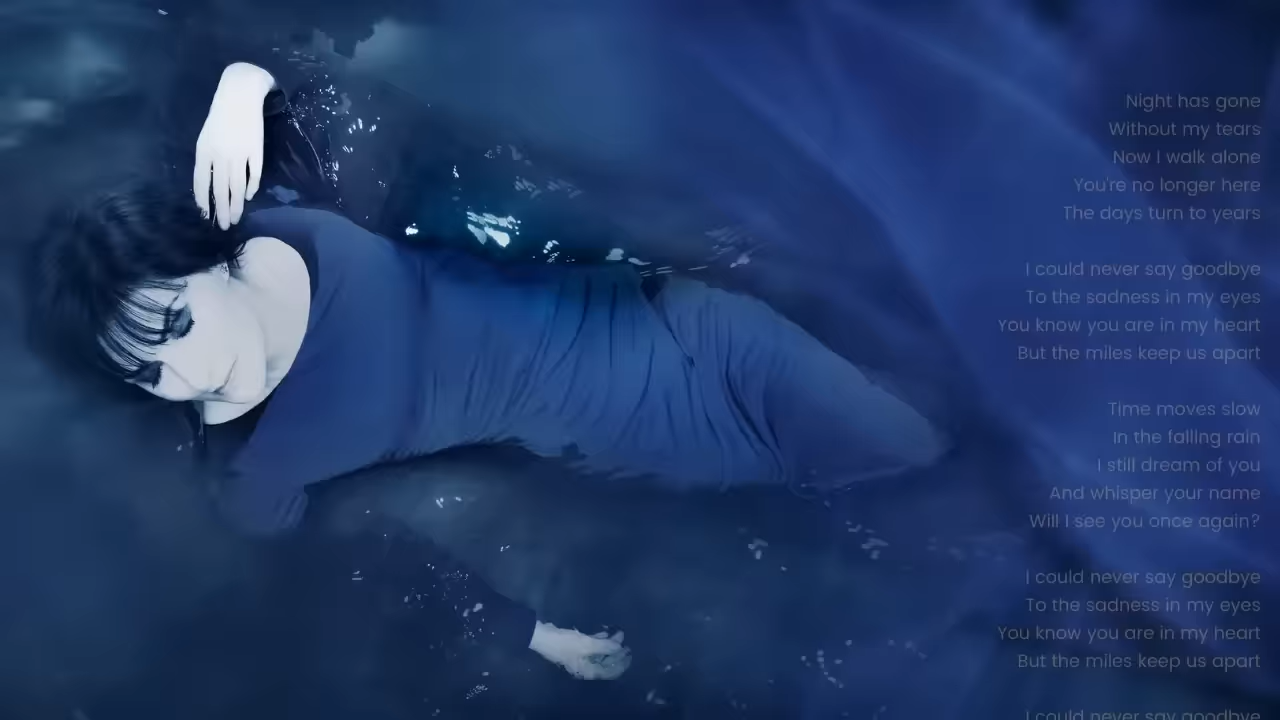 Night has gone
Without my tears
Now I walk alone
You're no longer here
The days turn to years
I could never say goodbye
To the sadness in my eyes
You know you are in my heart
But the miles keep us apart
Time moves slow
In the falling rain
I still dream of you
And whisper your name
Will I see you once again?
I could never say goodbye
To the sadness in my eyes
You know you are in my heart
But the miles keep us apart
I could never say goodbye